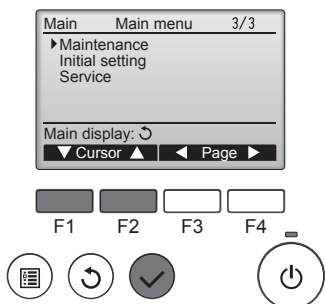 Main Main menu 3/3
Maintenance
Initial setting
Service
Main display:
Cursor Page
F1 F2 F3 F4